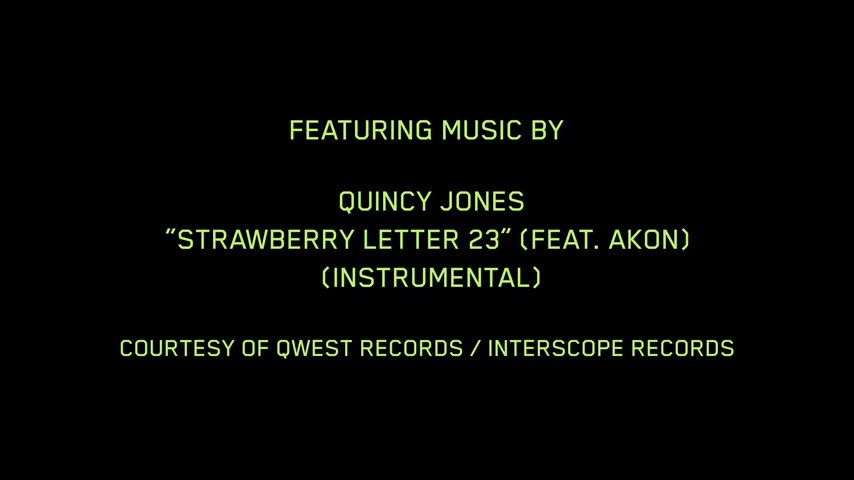 FEATURING MUSIC BY
QUINCY JONES
“STRAWBERRY LETTER 23” (FEAT. AKON)
(INSTRUMENTAL)
COURTESY OF QWEST RECORDS / INTERSCOPE RECORDS